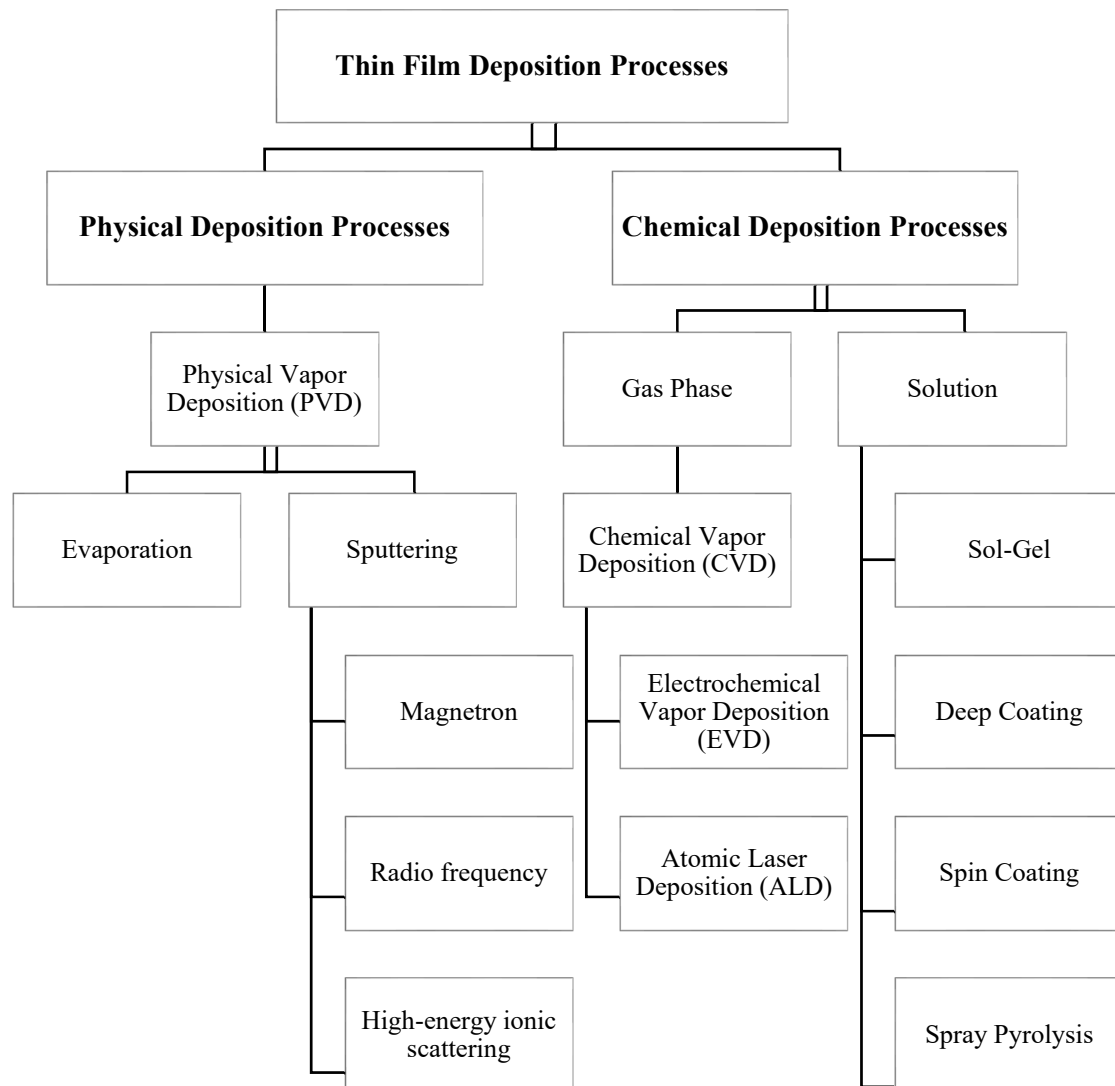 Thin Film Deposition Processes
Physical Deposition Processes
Chemical Deposition Processes
Physical Vapor
Deposition (PVD)
Gas Phase
Solution
Evaporation
Sputtering
Chemical Vapor
Deposition (CVD)
Sol-Gel
Magnetron
Electrochemical
Vapor Deposition
(EVD)
Deep Coating
Radio frequency
Atomic Laser
Deposition (ALD)
Spin Coating
High-energy ionic
scattering
Spray Pyrolysis